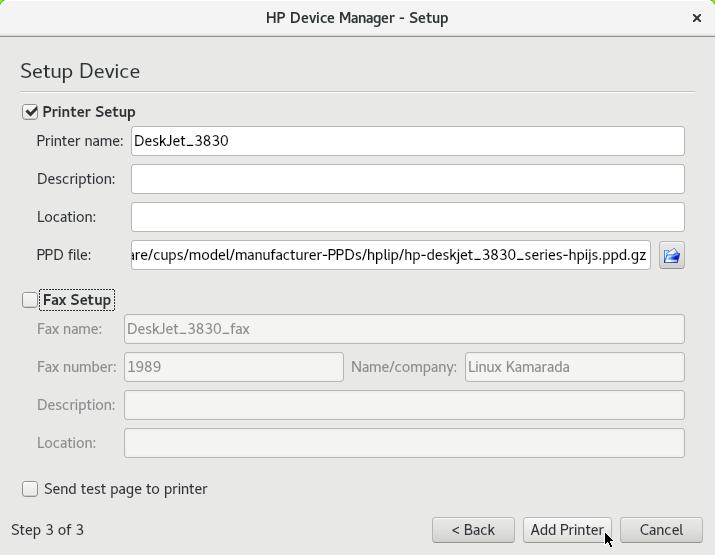 HP Device Manager - Setup
Setup Device
Printer Setup
Printer name: DeskJet_3830
Description:
Location:
PPD file: are/cups/model/manufacturer-PPDs/hplip/hp-deskjet_3830_series-hpijs.ppd.gz
Fax Setup
Fax name: DeskJet_3830_fax
Fax number: 1989 Name/company: Linux Kamarada
Description:
Location:
Send test page to printer
Step 3 of 3 < Back Add Printer Cancel